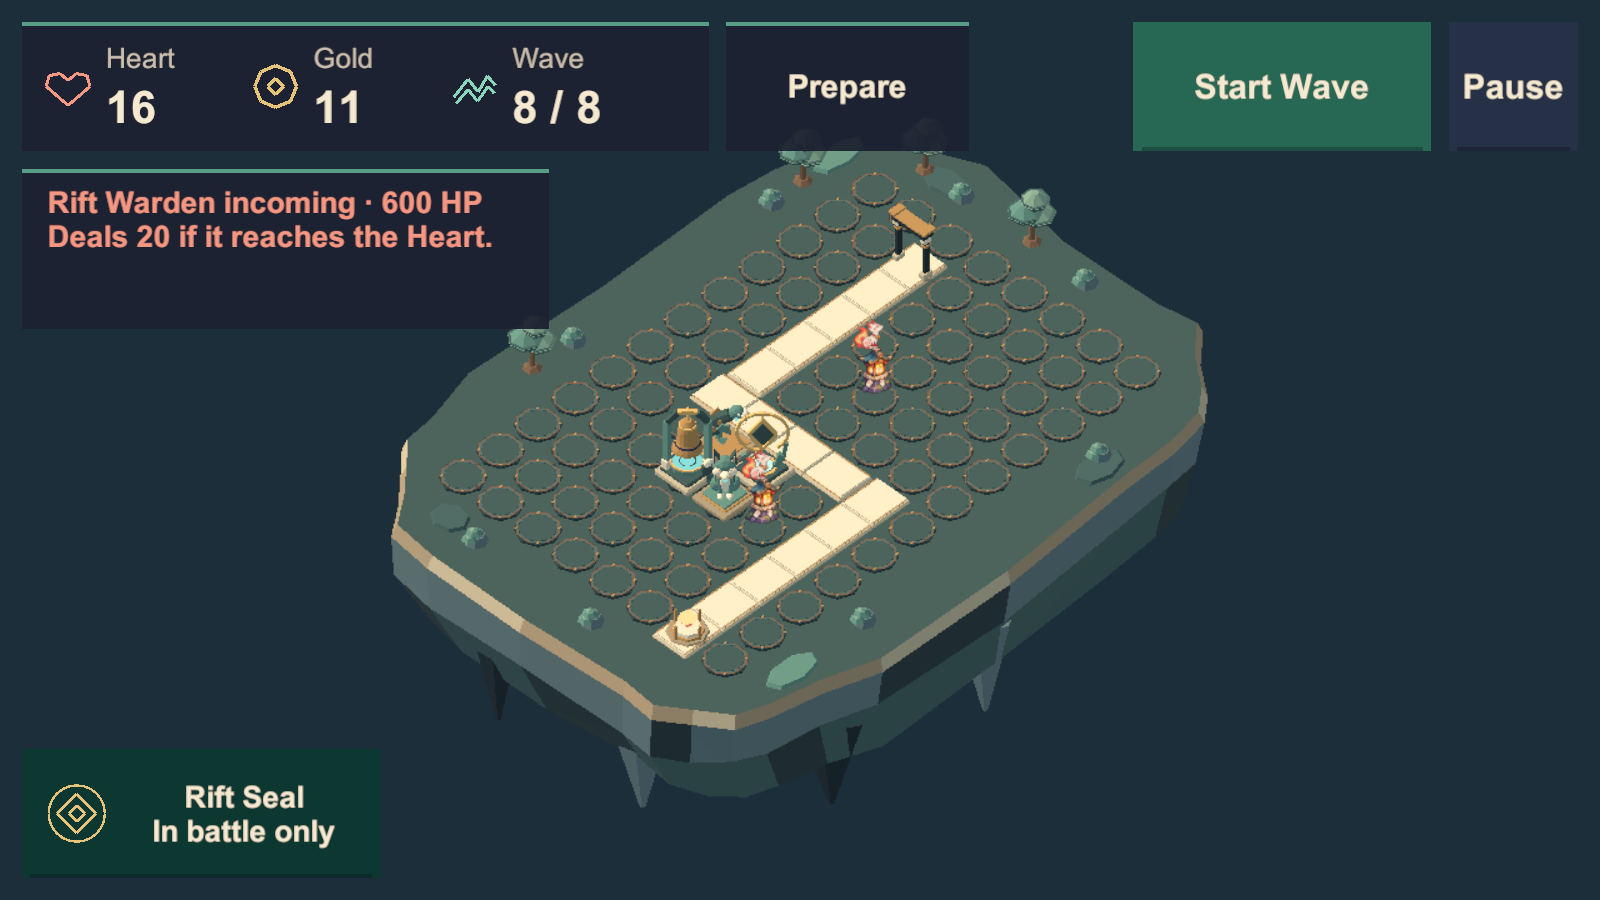 Heart
16
Gold
11
Wave
8 / 8
Prepare
Start Wave
Pause
Rift Warden incoming · 600 HP
Deals 20 if it reaches the Heart.
Rift Seal
In battle only